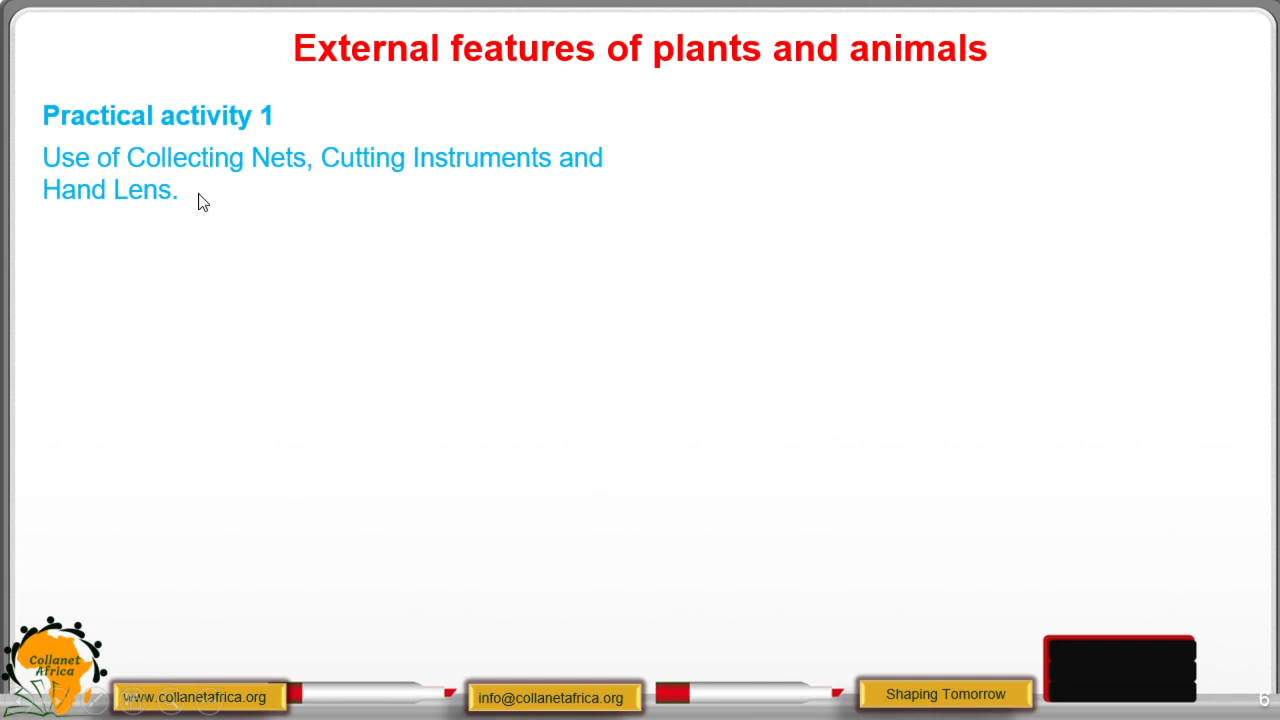 External features of plants and animals
Practical activity 1
Use of Collecting Nets, Cutting Instruments and
Hand Lens.
Collanet
Africa
www.collanetafrica.org
info@collanetafrica.org
Shaping Tomorrow
6